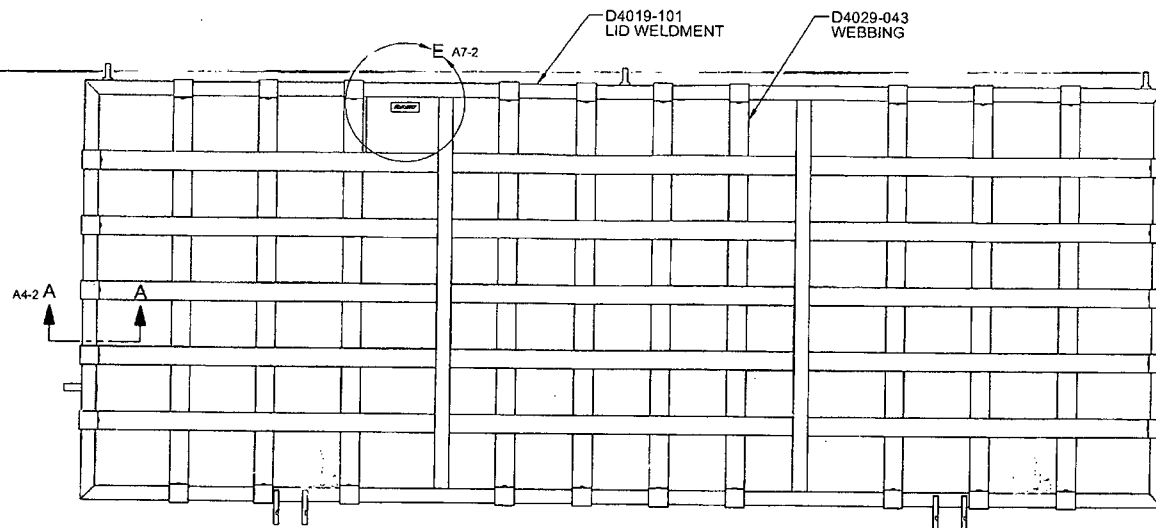 D4019-101
LID WELDMENT
D4029-043
WEBBING
E A7-2
A4-2 A A